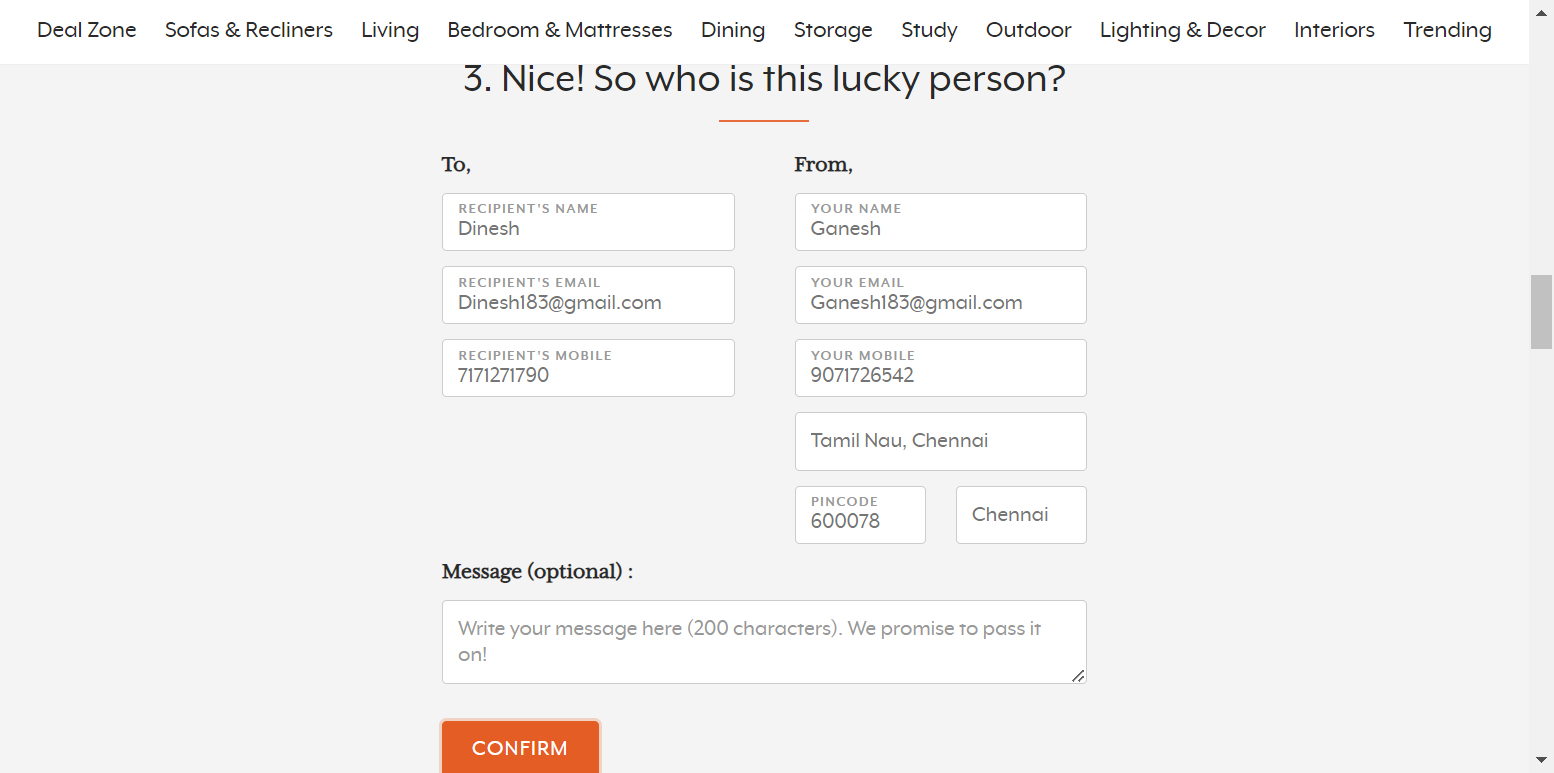 Deal Zone Sofas & Recliners Living Bedroom & Mattresses Dining Storage Study Outdoor Lighting & Decor Interiors Trending
3. Nice! So who is this lucky person?
To,
RECIPIENT'S NAME
Dinesh
RECIPIENT'S EMAIL
Dinesh183@gmail.com
RECIPIENT'S MOBILE
7171271790
From,
YOUR NAME
Ganesh
YOUR EMAIL
Ganesh183@gmail.com
YOUR MOBILE
9071726542
Tamil Nau, Chennai
PINCODE
600078
Chennai
Message (optional) :
Write your message here (200 characters). We promise to pass it
on!
CONFIRM